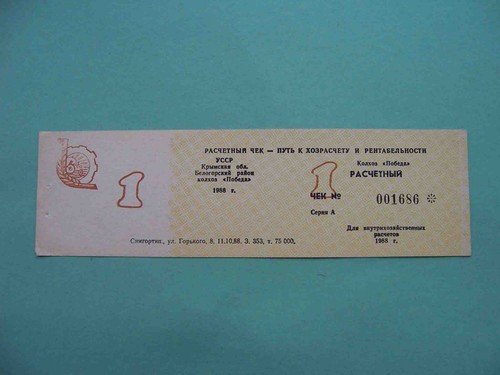 РАСЧЕТНЫЙ ЧЕК — ПУТЬ К ХОЗРАСЧЕТУ И РЕНТАБЕЛЬНОСТИ
УССР
Крымская обл.
Белогорский район
колхоз «Победа»
1988 г.
1
1
Колхоз «Победа»
РАСЧЕТНЫЙ
ЧЕК №
001686
Серия А
Для внутрихозяйственных
расчетов
1988 г.
ул. Горького, 8, 11.10.88. З. 353, т. 75 000.